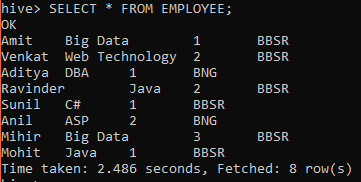 hive> SELECT * FROM EMPLOYEE;
OK
Amit    Big Data        1       BBSR
Venkat  Web Technology  2       BBSR
Aditya  DBA     1       BNG
Ravinder        Java    2       BBSR
Sunil   C#      1       BBSR
Anil    ASP     2       BNG
Mihir   Big Data        3       BBSR
Mohit   Java    1       BBSR
Time taken: 2.486 seconds, Fetched: 8 row(s)